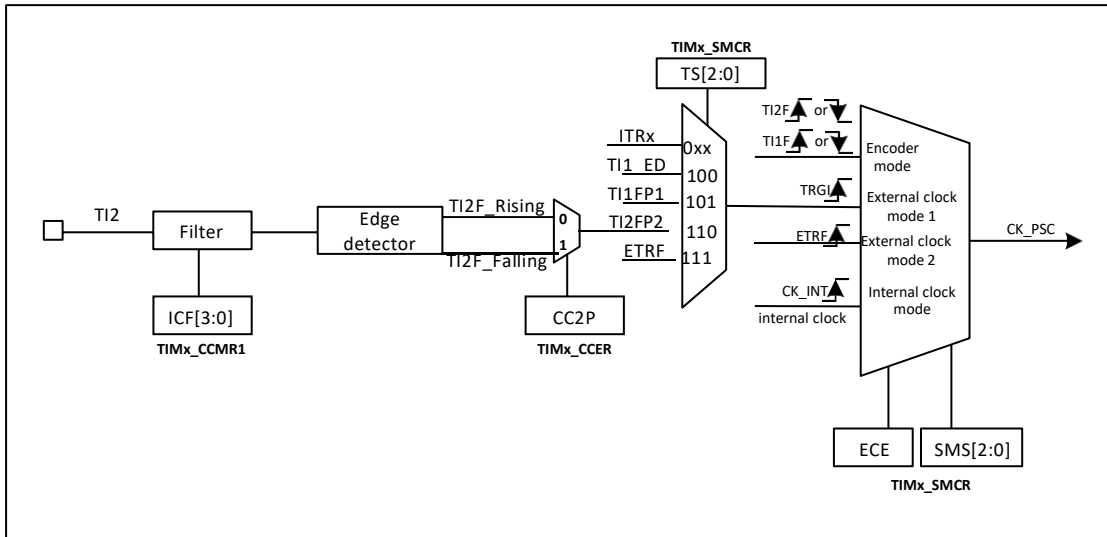 TIMx_SMCR
TS[2:0]
TI2F or
TI1F or
ITRx
0xx
Encoder
mode
TI1_ED
100
TRGI
TI2F_Rising
0
TI1FP1
101
External clock
mode 1
TI2
Filter
Edge
detector
TI2FP2
110
ETRF
External clock
mode 2
CK_PSC
1
TI2F_Falling
ETRF
111
CK_INT
Internal clock
mode
internal clock
ICF[3:0]
CC2P
TIMx_CCMR1
TIMx_CCER
ECE
SMS[2:0]
TIMx_SMCR